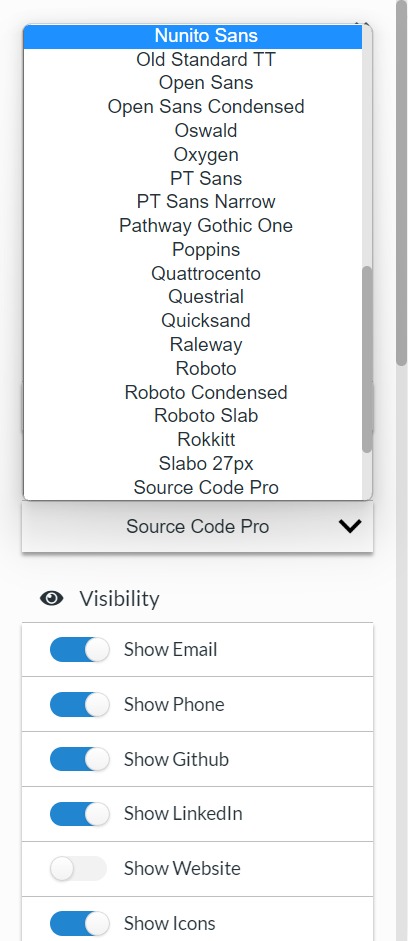 Nunito Sans
Old Standard TT
Open Sans
Open Sans Condensed
Oswald
Oxygen
PT Sans
PT Sans Narrow
Pathway Gothic One
Poppins
Quattrocento
Questrial
Quicksand
Raleway
Roboto
Roboto Condensed
Roboto Slab
Rokkitt
Slabo 27px
Source Code Pro
Source Code Pro
Visibility
Show Email
Show Phone
Show Github
Show LinkedIn
Show Website
Show Icons